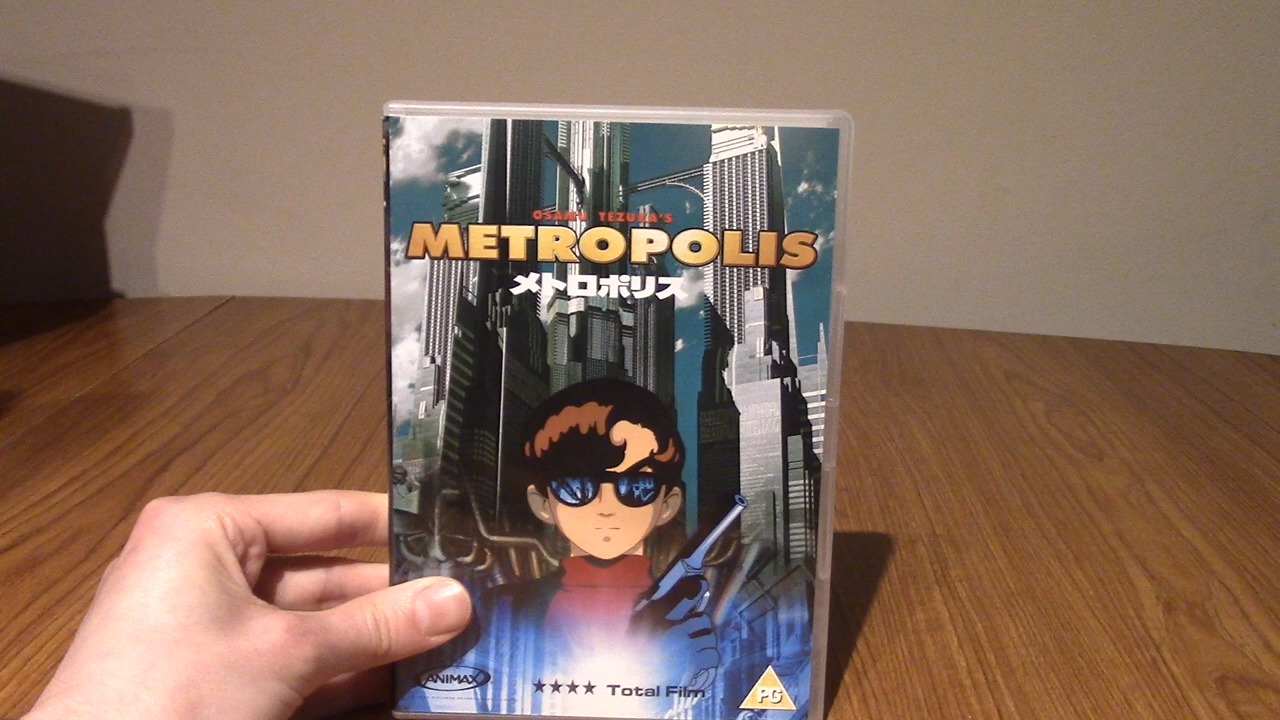 OSAMU TEZUKA'S
METROPOLIS
メトロポリス
ANIMAX
★★★★ Total Film
PG